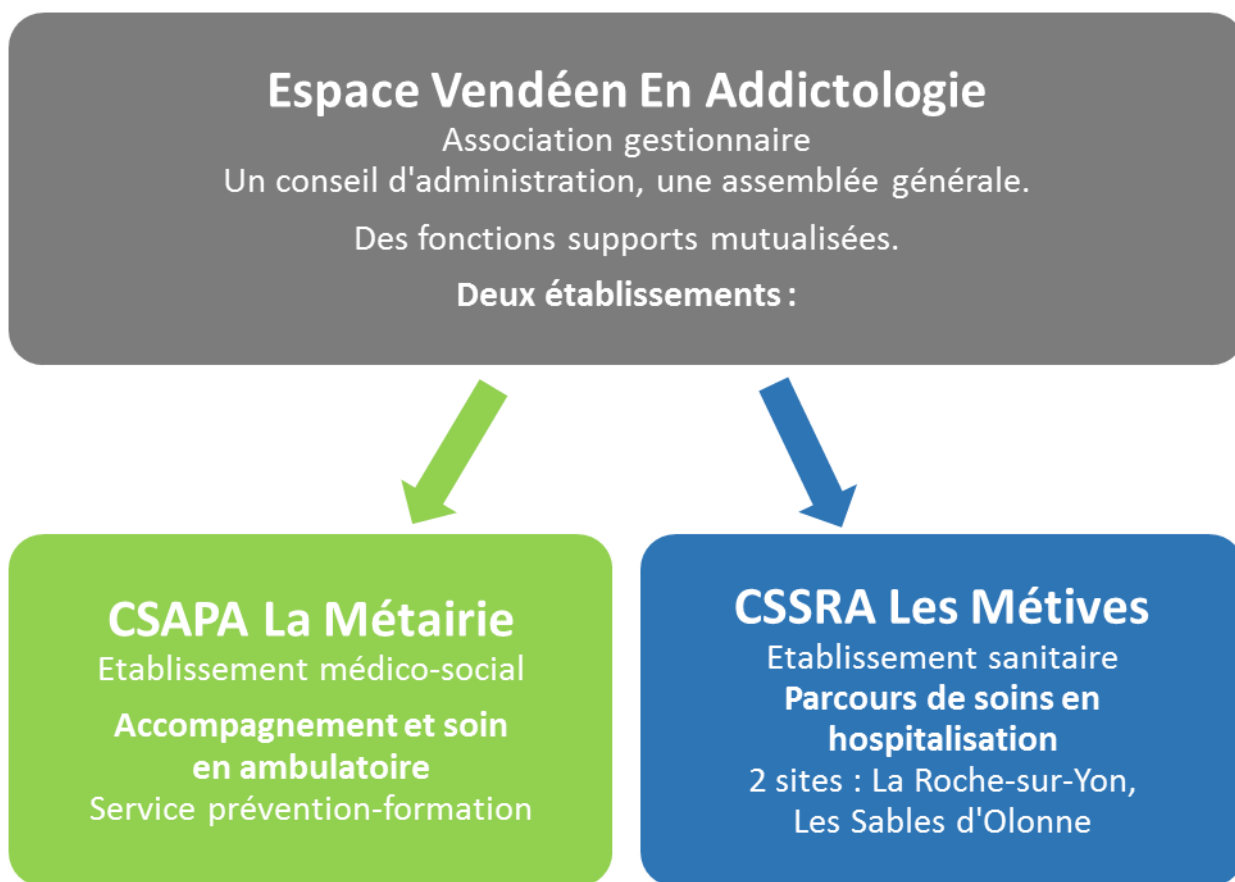 Espace Vendéen En Addictologie
Association gestionnaire
Un conseil d'administration, une assemblée générale.
Des fonctions supports mutualisées.
Deux établissements :
CSAPA La Métairie
Etablissement médico-social
Accompagnement et soin
en ambulatoire
Service prévention-formation
CSSRA Les Métives
Etablissement sanitaire
Parcours de soins en
hospitalisation
2 sites : La Roche-sur-Yon,
Les Sables d'Olonne